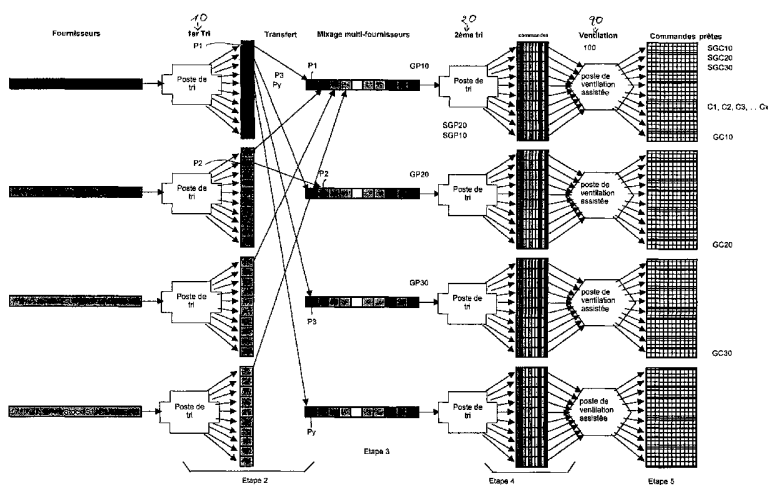 10 20 90
Fournisseurs 1er Tri Transfert Mixage multi-fournisseurs 2ème tri commandes Ventilation Commandes prêtes
P1 100
P1 GP10 SGC10
P3 SGC20
Py SGC30
Poste de tri
Poste de tri
poste de ventilation assistée
C1, C2, C3, . . Cx
SGP20
SGP10
GC10
P2
P2 GP20
Poste de tri
Poste de tri
poste de ventilation assistée
GC20
GP30
Poste de tri
Poste de tri
poste de ventilation assistée
P3
GC30
Poste de tri
Poste de tri
poste de ventilation assistée
Py
Etape 3
Etape 2 Etape 4 Etape 5